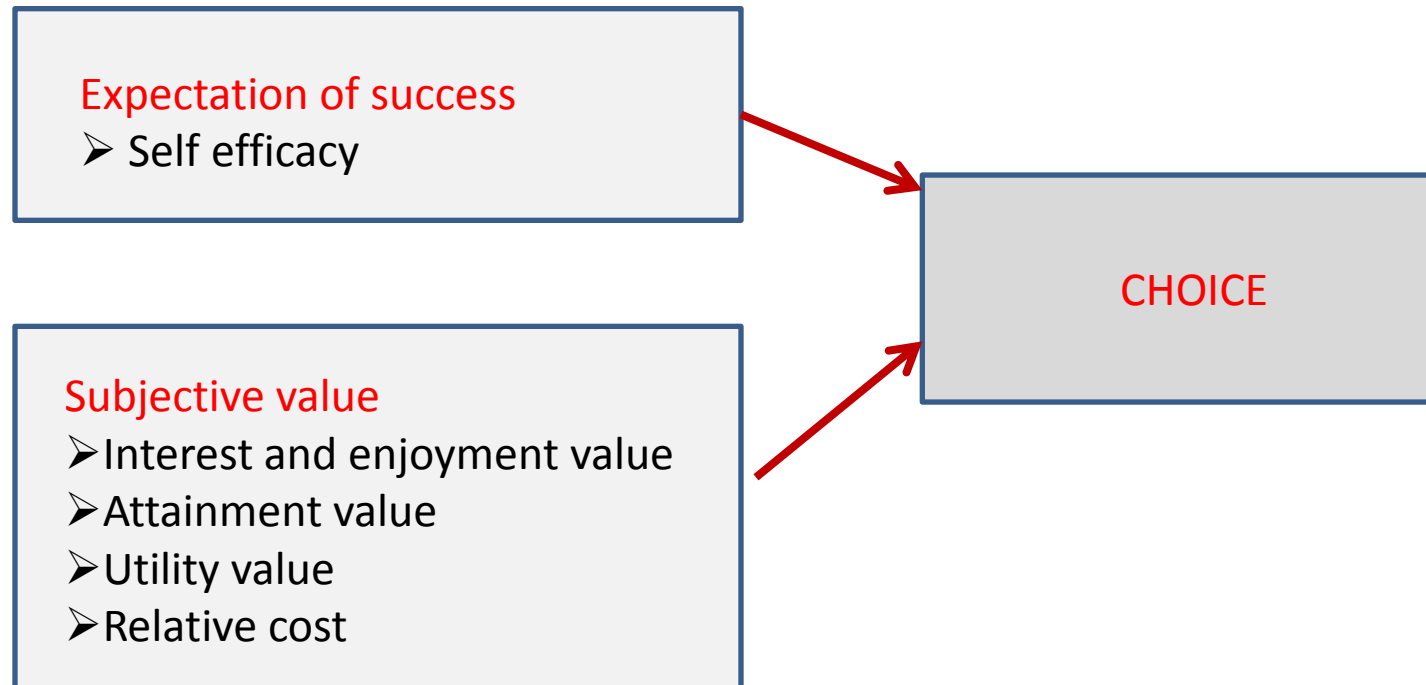 Expectation of success
➢ Self efficacy
CHOICE
Subjective value
➢Interest and enjoyment value
➢Attainment value
➢Utility value
➢Relative cost